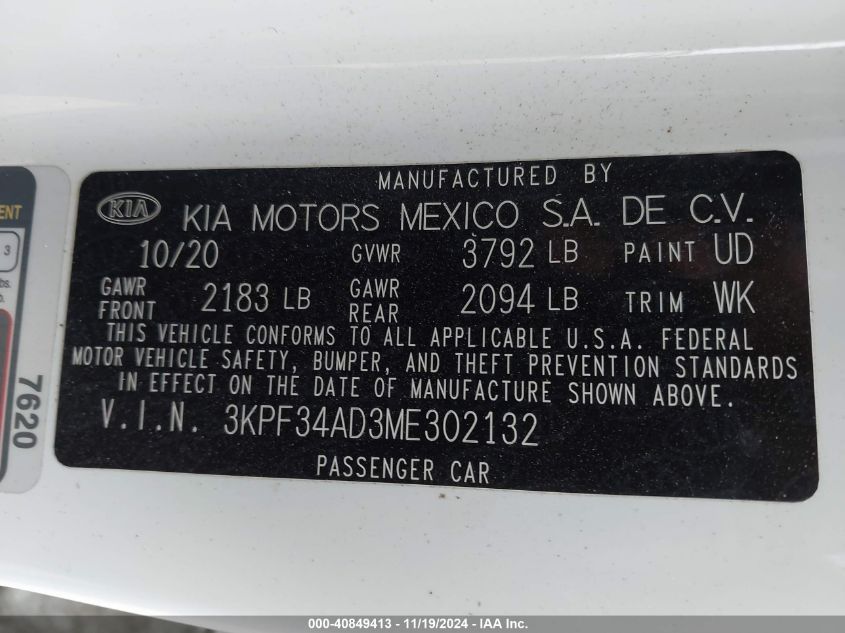 MANUFACTURED BY
KIA KIA MOTORS MEXICO S.A. DE C.V.
10/20 GVWR 3792 LB PAINT UD
GAWR FRONT 2183 LB GAWR REAR 2094 LB TRIM WK
THIS VEHICLE CONFORMS TO ALL APPLICABLE U.S.A. FEDERAL
MOTOR VEHICLE SAFETY, BUMPER, AND THEFT PREVENTION STANDARDS
IN EFFECT ON THE DATE OF MANUFACTURE SHOWN ABOVE.
V.I.N. 3KPF34AD3ME302132
PASSENGER CAR
3
7620
000-40849413 - 11/19/2024 - IAA Inc.